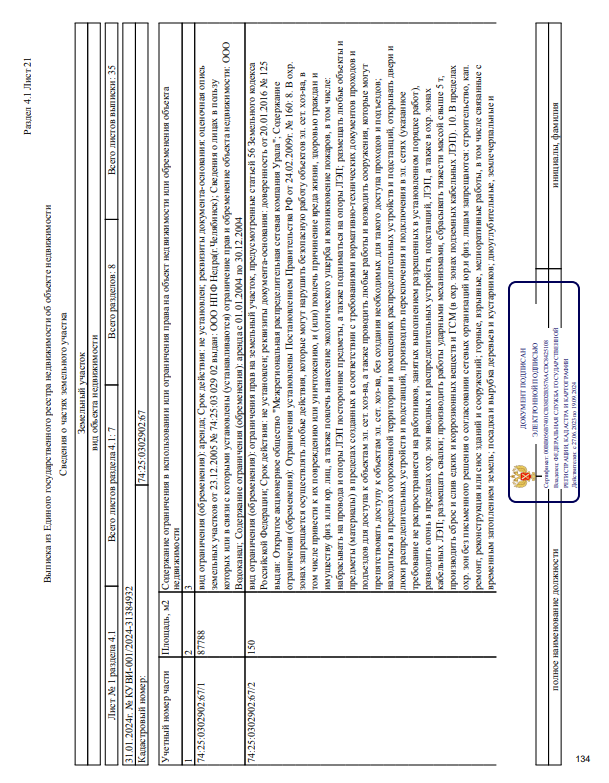 Раздел 4.1 Лист 21
Выписка из Единого государственного реестра недвижимости об объекте недвижимости
Сведения о частях земельного участка
Земельный участок
вид объекта недвижимости
Лист № 1 раздела 4.1
Всего листов раздела 4.1: 7
Всего разделов: 8
Всего листов выписки: 35
31.01.2024г. № КУВИ-001/2024-31384932
Кадастровый номер:
74:25:0302902:67
Учетный номер части
Площадь, м2
Содержание ограничения в использовании или ограничения права на объект недвижимости или обременения объекта
недвижимости
1
2
3
74:25:0302902:67/1
87788
вид ограничения (обременения): аренда; Срок действия: не установлен; реквизиты документа-основания: оценочная опись
земельных участков от 23.12.2005 № 74:25:03 029 02 выдан: ООО НПФ Недра(г.Челябинск); Сведения о лицах в пользу
которых или в связи с которыми установлены (устанавливаются) ограничение прав и обременение объекта недвижимости: ООО
Водоканал; Содержание ограничения (обременения): аренда с 01.01.2004 по 30.12.2004
74:25:0302902:67/2
150
вид ограничения (обременения): ограничения прав на земельный участок, предусмотренные статьей 56 Земельного кодекса
Российской Федерации; Срок действия: не установлен; реквизиты документа-основания: доверенность от 20.01.2016 № 125
выдан: Открытое акционерное общество "Межрегиональная распределительная сетевая компания Урала"; Содержание
ограничения (обременения): Ограничения установлены Постановлением Правительства РФ от 24.02.2009г. № 160: 8. В охр.
зонах запрещается осуществлять любые действия, которые могут нарушить безопасную работу объектов эл. сет. хоз-ва, в
том числе привести к их повреждению или уничтожению, и (или) повлечь причинение вреда жизни, здоровью граждан и
имуществу физ. или юр. лиц, а также повлечь нанесение экологического ущерба и возникновение пожаров, в том числе:
набрасывать на провода и опоры ЛЭП посторонние предметы, а также подниматься на опоры ЛЭП; размещать любые объекты и
предметы (материалы) в пределах созданных в соответствии с требованиями нормативно-технических документов проходов и
подъездов для доступа к объектам эл. сет. хоз-ва, а также проводить любые работы и возводить сооружения, которые могут
препятствовать доступу к объектам эл. сет. хоз-ва, без создания необходимых для такого доступа проходов и подъездов;
находиться в пределах огороженной территории и помещениях распределительных устройств и подстанций, открывать двери и
люки распределительных устройств и подстанций, производить переключения и подключения в эл. сетях (указанное
требование не распространяется на работников, занятых выполнением разрешенных в установленном порядке работ),
разводить огонь в пределах охр. зон вводных и распределительных устройств, подстанций, ЛЭП, а также в охр. зонах
кабельных ЛЭП; размещать свалки; производить работы ударными механизмами, сбрасывать тяжести массой свыше 5 т,
производить сброс и слив едких и коррозионных веществ и ГСМ (в охр. зонах подземных кабельных ЛЭП). 10. В пределах
охр. зон без письменного решения о согласовании сетевых организаций юр.и физ. лицам запрещаются: строительство, кап.
ремонт, реконструкция или снос зданий и сооружений ; горные, взрывные, мелиоративные работы, в том числе связанные с
временным затоплением земель; посадка и вырубка деревьев и кустарников; дноуглубительные, землечерпальные и
ДОКУМЕНТ ПОДПИСАН
ЭЛЕКТРОННОЙ ПОДПИСЬЮ
Владелец: ФЕДЕРАЛЬНАЯ СЛУЖБА ГОСУДАРСТВЕННОЙ
РЕГИСТРАЦИИ, КАДАСТРА И КАРТОГРАФИИ
полное наименование должности
инициалы, фамилия
134